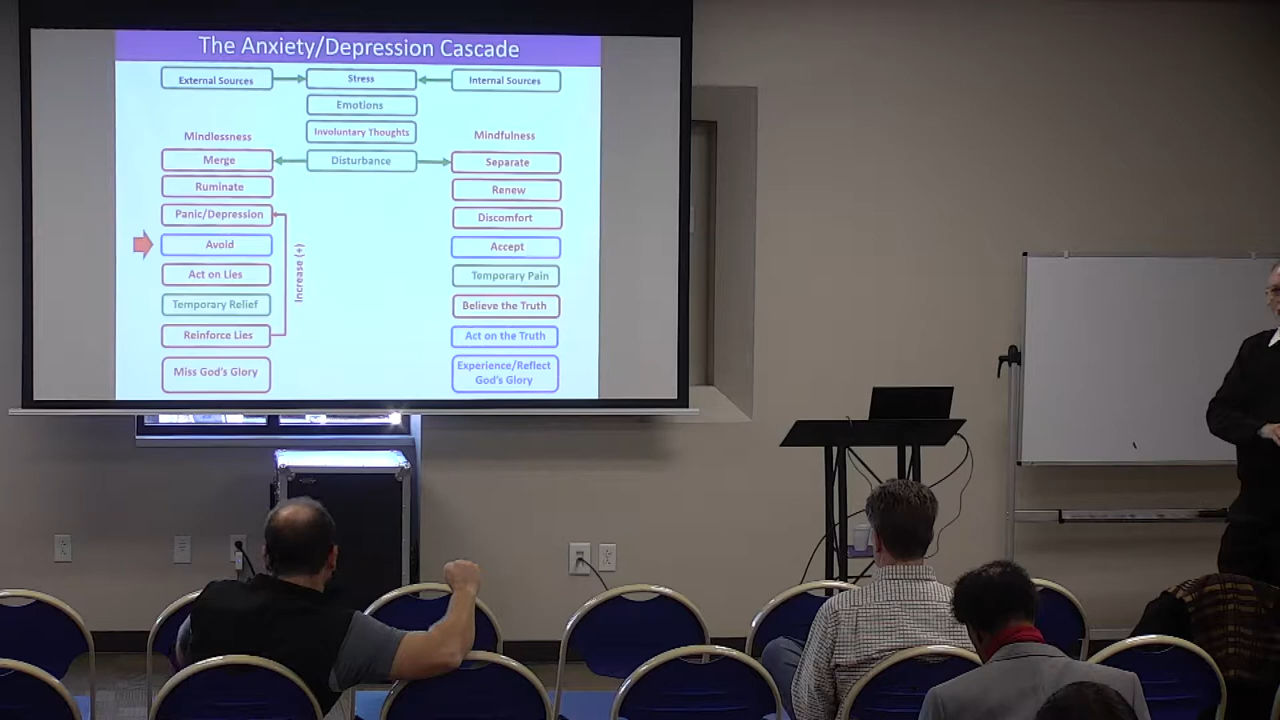 The Anxiety/Depression Cascade
External Sources
Stress
Internal Sources
Emotions
Involuntary Thoughts
Mindlessness
Mindfulness
Merge
Disturbance
Separate
Ruminate
Renew
Panic/Depression
Discomfort
Avoid
Accept
Increase (+)
Act on Lies
Temporary Pain
Temporary Relief
Believe the Truth
Reinforce Lies
Act on the Truth
Miss God's Glory
Experience/Reflect
God's Glory